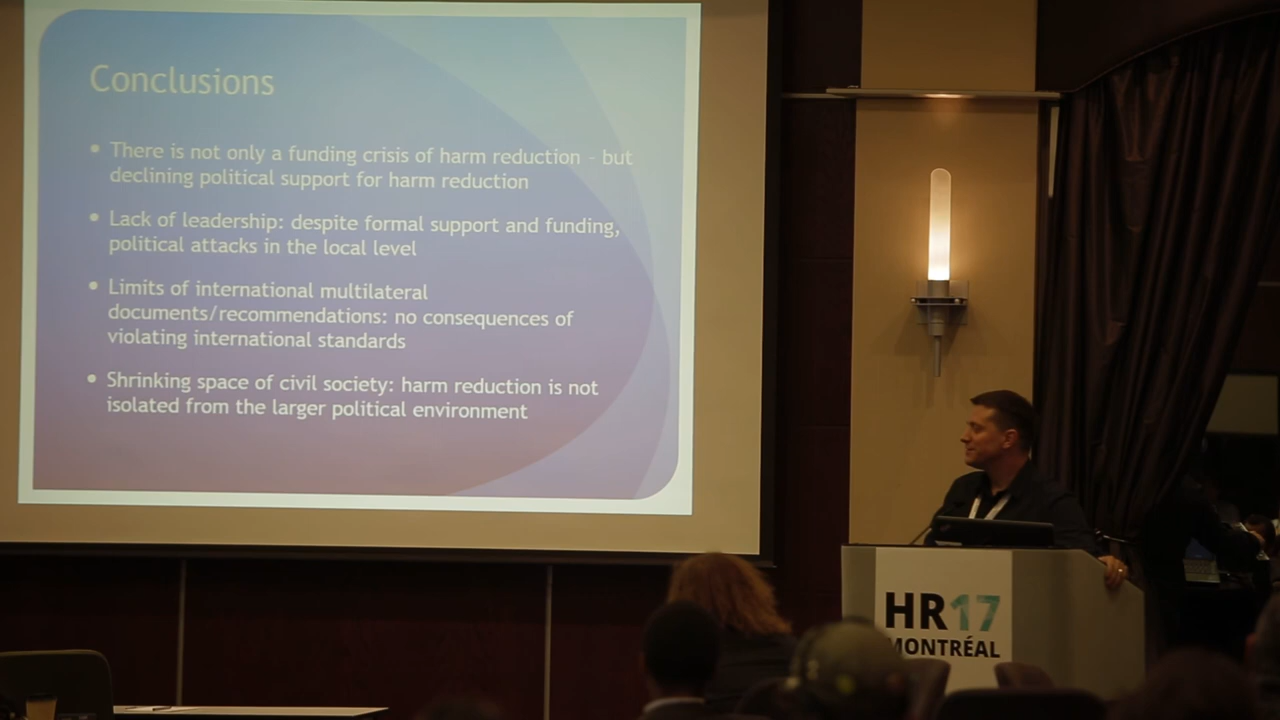 Conclusions
• There is not only a funding crisis of harm reduction - but
declining political support for harm reduction
• Lack of leadership: despite formal support and funding,
political attacks in the local level
• Limits of international multilateral
documents/recommendations: no consequences of
violating international standards
• Shrinking space of civil society: harm reduction is not
isolated from the larger political environment
HR17
MONTRÉAL